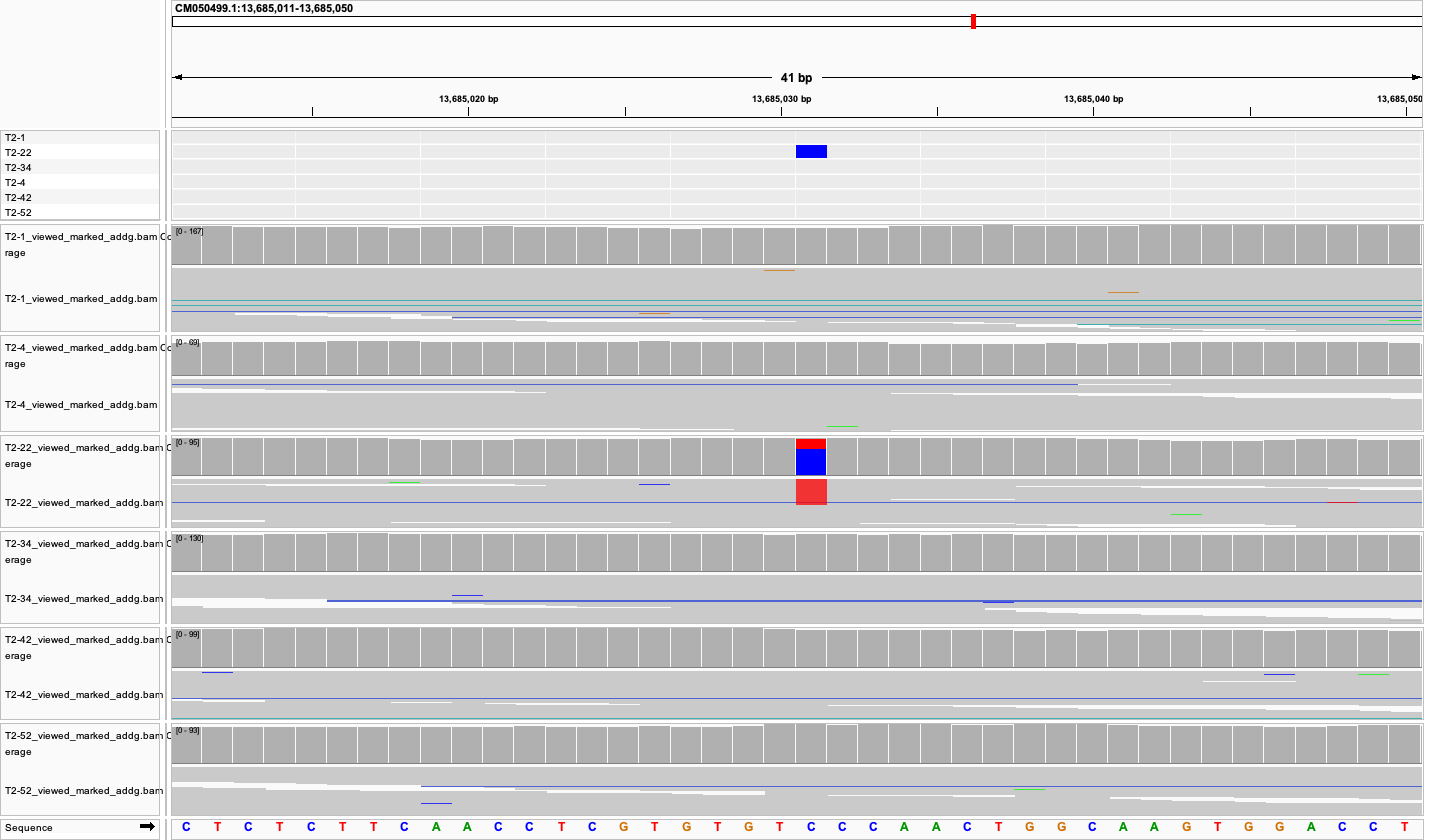 CM050499.1:13,685,011-13,685,050
41 bp
13,685,020 bp 13,685,030 bp 13,685,040 bp 13,685,050
T2-1
T2-22
T2-34
T2-4
T2-42
T2-52
T2-1_viewed_marked_addg.bam Co
rage
[0 - 167]
T2-1_viewed_marked_addg.bam
T2-4_viewed_marked_addg.bam Co
rage
[0 - 69]
T2-4_viewed_marked_addg.bam
T2-22_viewed_marked_addg.bam C
erage
[0 - 95]
T2-22_viewed_marked_addg.bam
T2-34_viewed_marked_addg.bam C
erage
[0 - 130]
T2-34_viewed_marked_addg.bam
T2-42_viewed_marked_addg.bam C
erage
[0 - 99]
T2-42_viewed_marked_addg.bam
T2-52_viewed_marked_addg.bam C
erage
[0 - 93]
T2-52_viewed_marked_addg.bam
Sequence C T C T C T T C A A C C T C G T G T G T C C C A A C T G G C A A G T G G A C C T